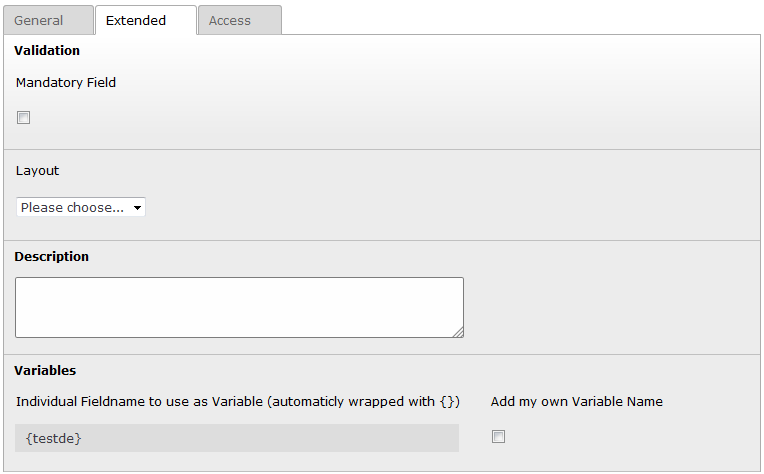 General Extended Access
Validation
Mandatory Field
Layout
Please choose...
Description
Variables
Individual Fieldname to use as Variable (automaticly wrapped with {}) Add my own Variable Name
{testde}